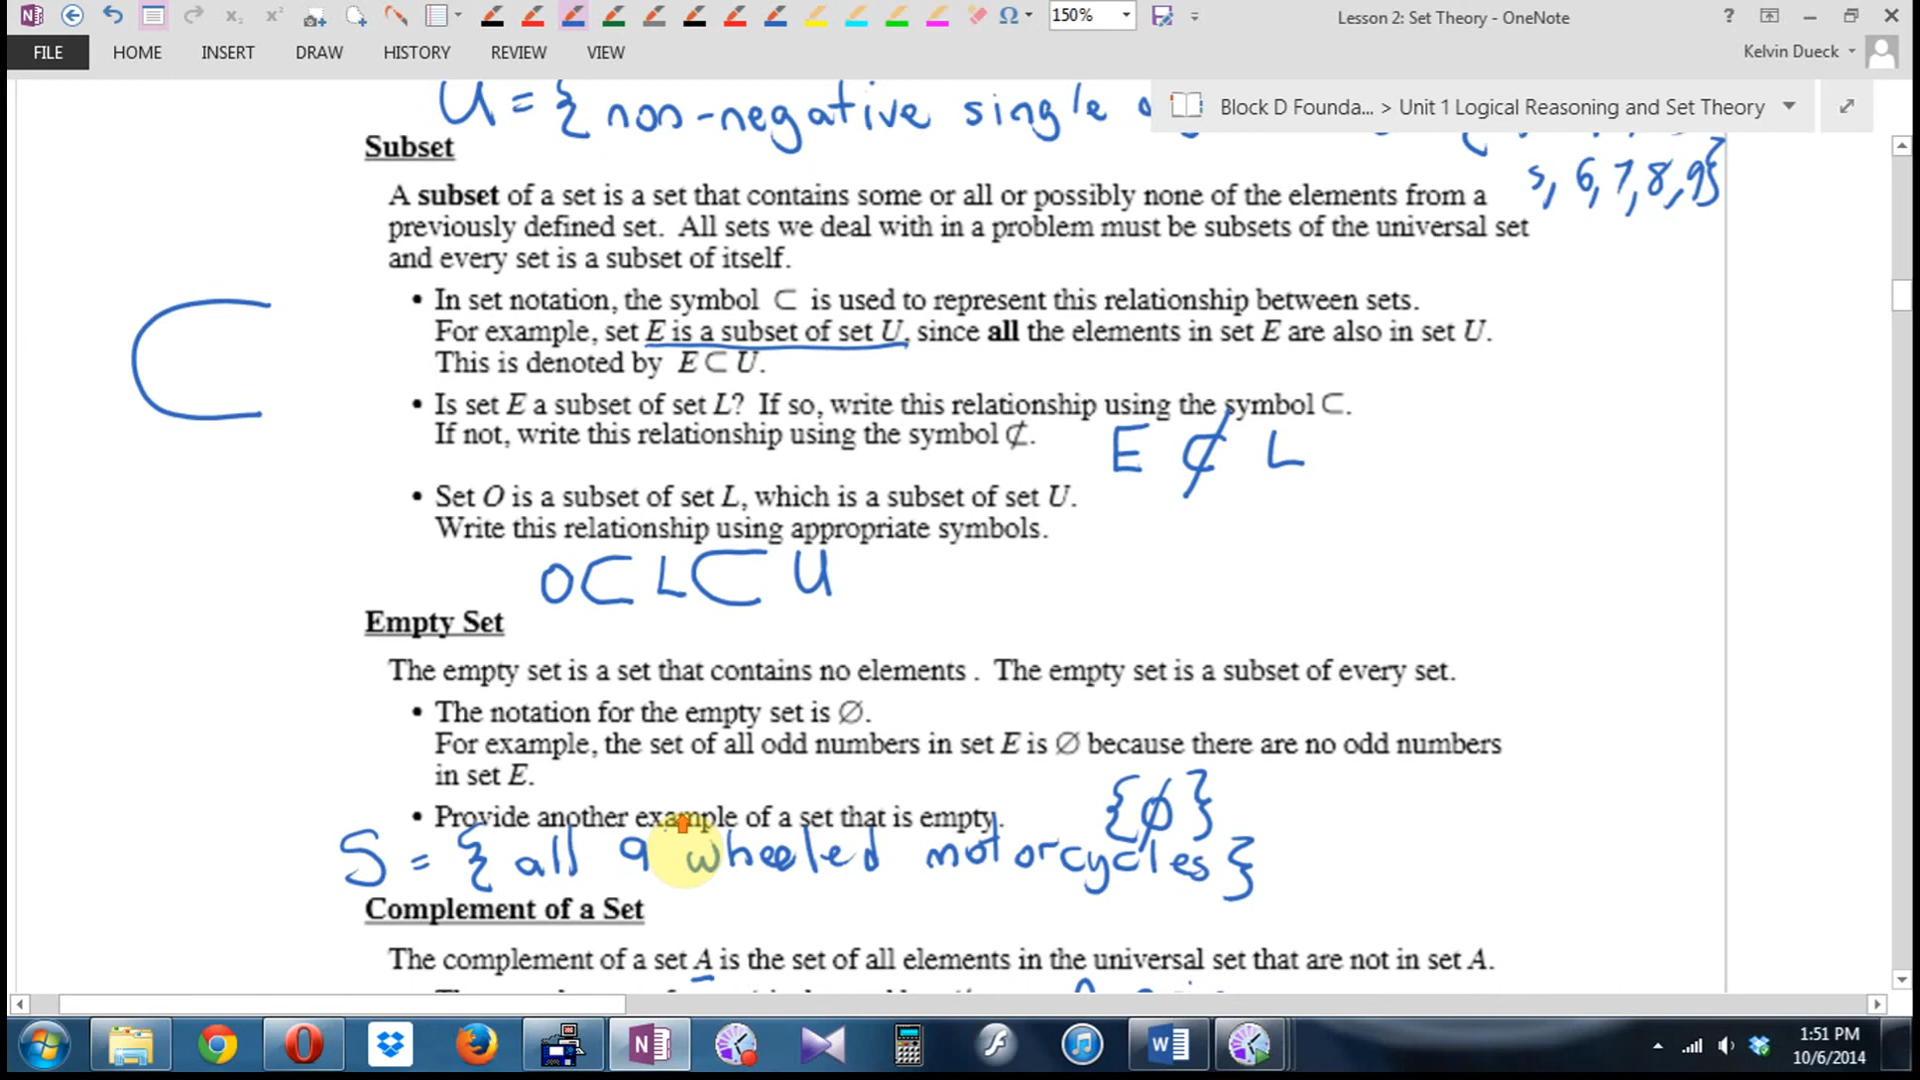 150%
Lesson 2: Set Theory - OneNote
FILE HOME INSERT DRAW HISTORY REVIEW VIEW
Kelvin Dueck
U = { non-negative single
Block D Founda... > Unit 1 Logical Reasoning and Set Theory
5, 6, 7, 8, 9}
Subset
A subset of a set is a set that contains some or all or possibly none of the elements from a
previously defined set. All sets we deal with in a problem must be subsets of the universal set
and every set is a subset of itself.
• In set notation, the symbol ⊂ is used to represent this relationship between sets.
For example, set E is a subset of set U, since all the elements in set E are also in set U.
This is denoted by E ⊂ U.
⊂
• Is set E a subset of set L? If so, write this relationship using the symbol ⊂.
If not, write this relationship using the symbol ⊄.
E ⊄ L
• Set O is a subset of set L, which is a subset of set U.
Write this relationship using appropriate symbols.
O ⊂ L ⊂ U
Empty Set
The empty set is a set that contains no elements . The empty set is a subset of every set.
• The notation for the empty set is ∅.
For example, the set of all odd numbers in set E is ∅ because there are no odd numbers
in set E.
• Provide another example of a set that is empty.
{∅}
S = { all 9 wheeled motorcycles }
Complement of a Set
The complement of a set A is the set of all elements in the universal set that are not in set A.
1:51 PM
10/6/2014